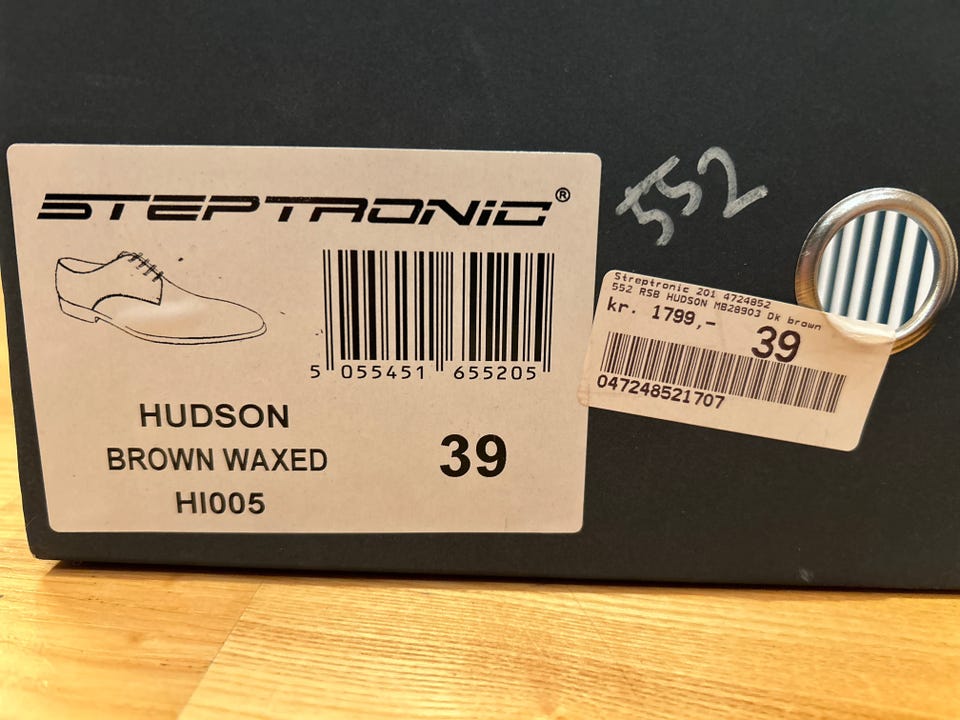 STEPTRONIC®
5 055451 655205
HUDSON
BROWN WAXED
HI005
39
552
Streptronic 201 4724852
552 RSB HUDSON MB28903 Dk brown
kr. 1799,-
39
047248521707